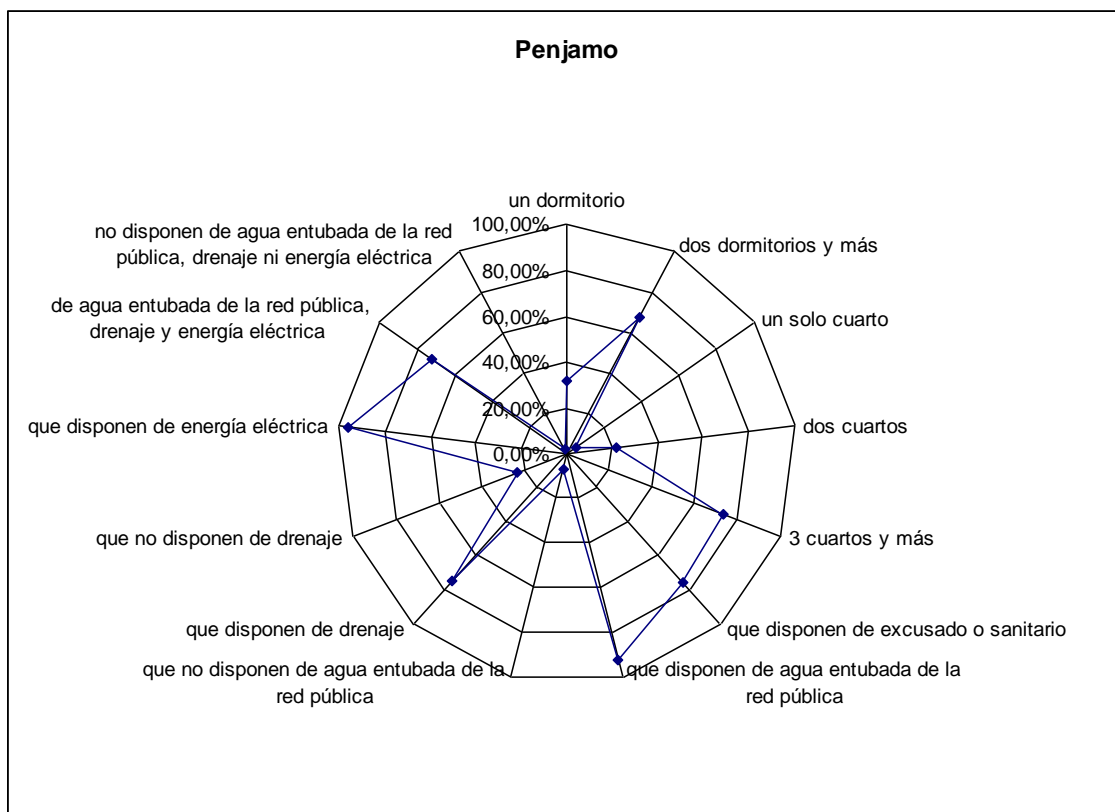 Penjamo
un dormitorio
100,00%
80,00%
60,00%
40,00%
20,00%
0,00%
dos dormitorios y más
un solo cuarto
dos cuartos
3 cuartos y más
que disponen de excusado o sanitario
que disponen de agua entubada de la
red pública
que no disponen de agua entubada de la
red pública
que disponen de drenaje
que no disponen de drenaje
que disponen de energía eléctrica
de agua entubada de la red pública,
drenaje y energía eléctrica
no disponen de agua entubada de la red
pública, drenaje ni energía eléctrica